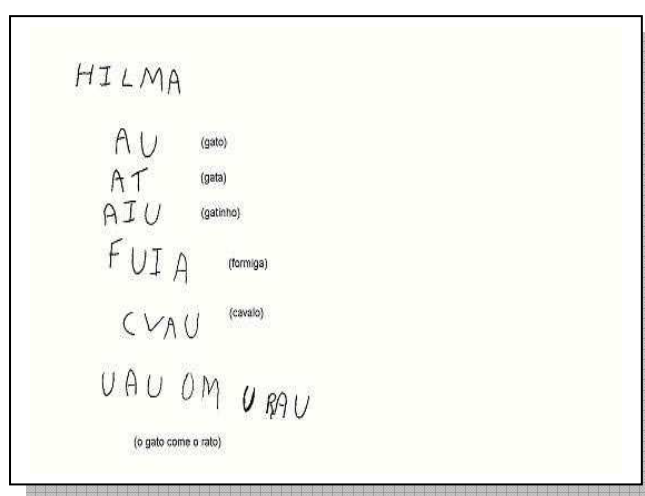 HILMA
AU (gato)
AT (gata)
AIU (gatinho)
FUIA (formiga)
CVAU (cavalo)
UAU OM URAU
(o gato come o rato)